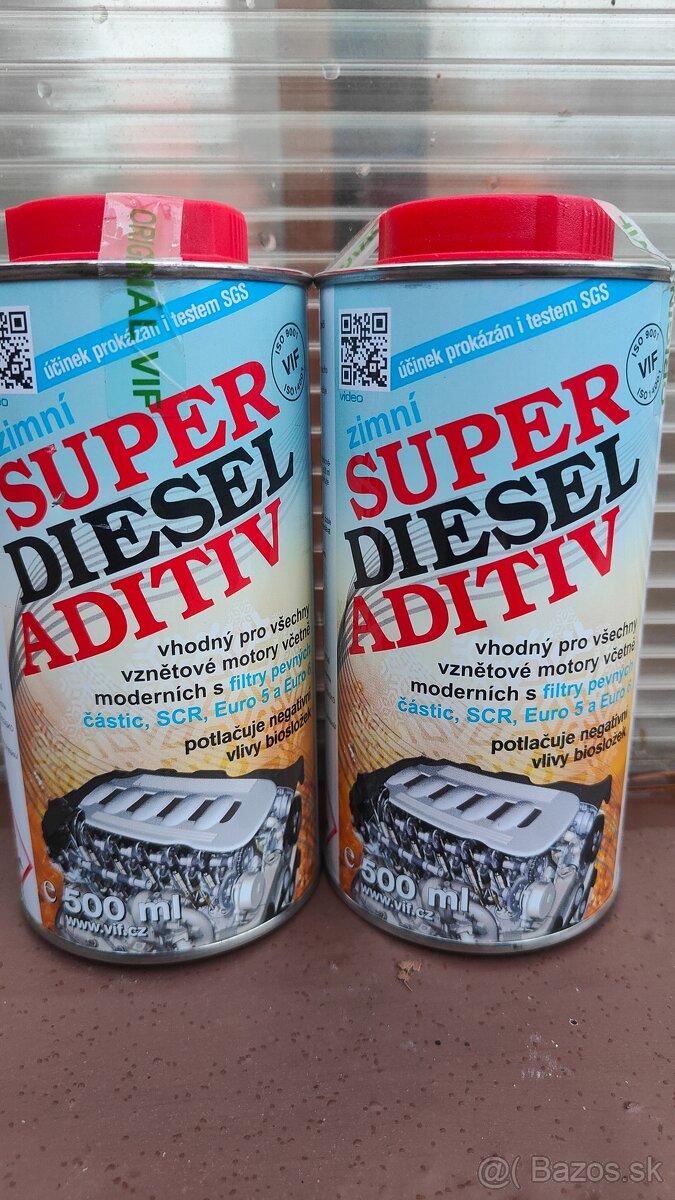 ORIGINÁL VIF
účinek prokázán i testem SGS
ISO 9001
VIF
ISO 14001
zimní
SUPER
DIESEL
ADITIV
vhodný pro všechny
vznětové motory včetně
moderních s filtry pevných
částic, SCR, Euro 5 a Euro 6
potlačuje negativní
vlivy biosložek
e 500 ml
www.vif.cz
účinek prokázán i testem SGS
video
ISO 9001
VIF
ISO 14001
zimní
SUPER
DIESEL
ADITIV
vhodný pro všechny
vznětové motory včetně
moderních s filtry pevných
částic, SCR, Euro 5 a Euro
potlačuje negativní
vlivy biosložek
e 500 ml
www.vif.cz
@( Bazos.sk